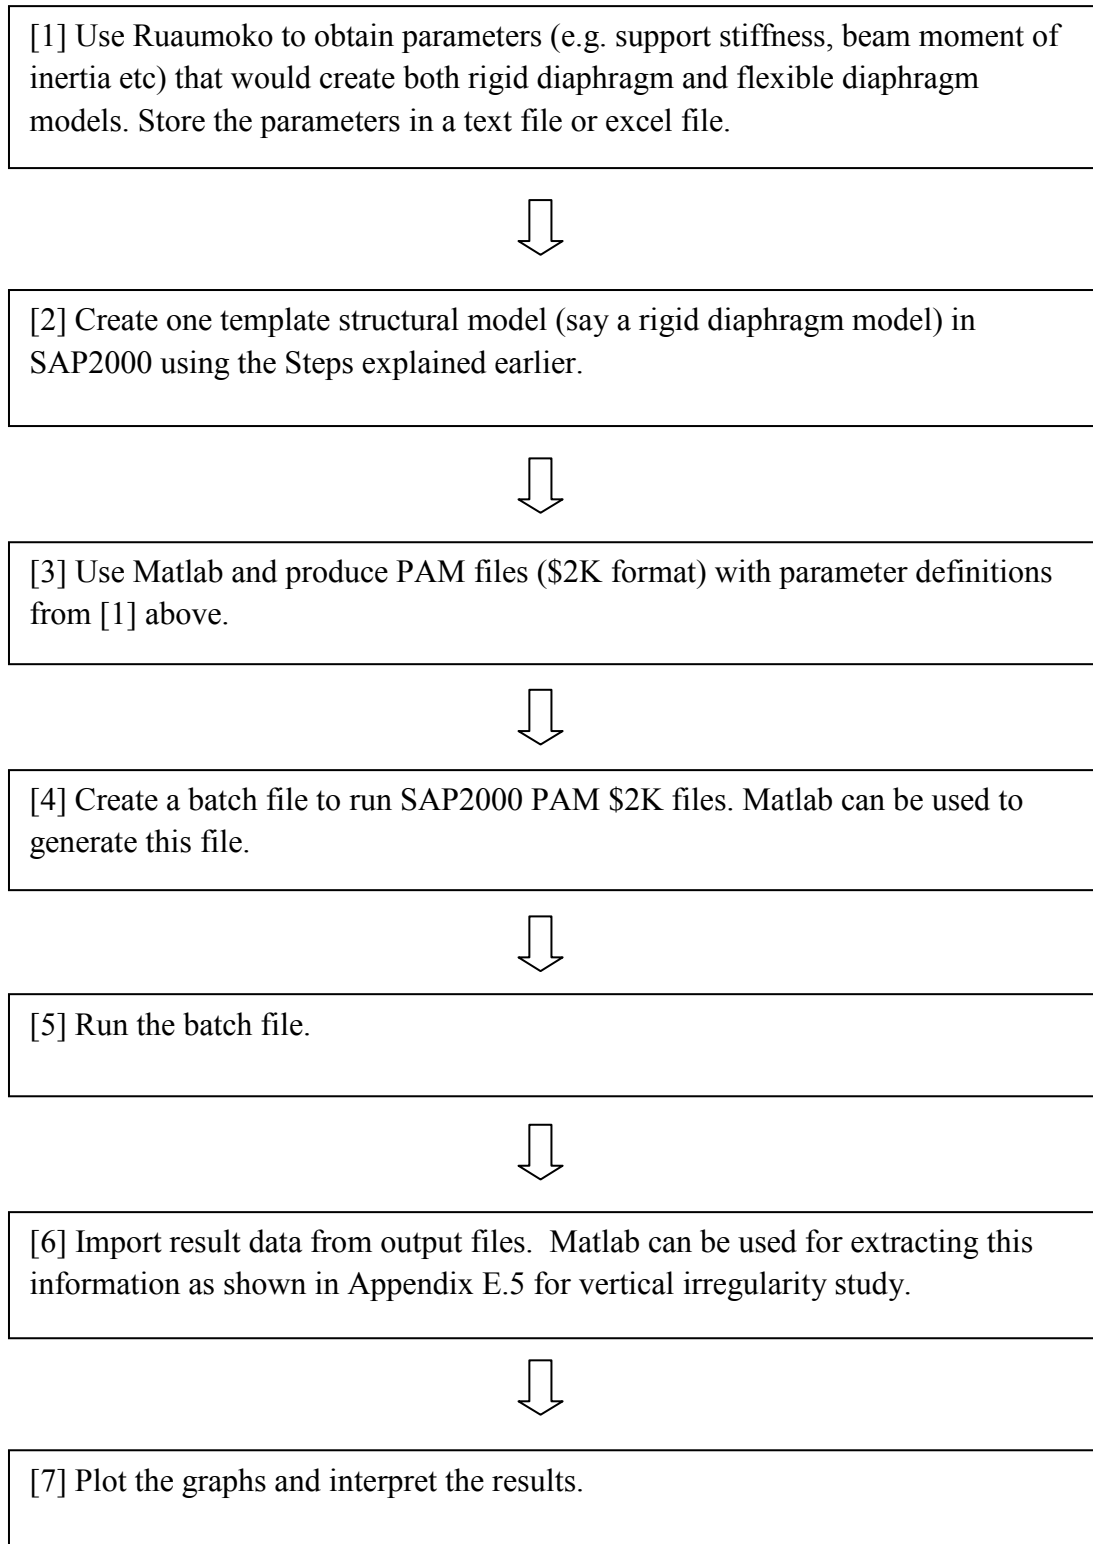 [1] Use Ruaumoko to obtain parameters (e.g. support stiffness, beam moment of
inertia etc) that would create both rigid diaphragm and flexible diaphragm
models. Store the parameters in a text file or excel file.
[2] Create one template structural model (say a rigid diaphragm model) in
SAP2000 using the Steps explained earlier.
[3] Use Matlab and produce PAM files ($2K format) with parameter definitions
from [1] above.
[4] Create a batch file to run SAP2000 PAM $2K files. Matlab can be used to
generate this file.
[5] Run the batch file.
[6] Import result data from output files.  Matlab can be used for extracting this
information as shown in Appendix E.5 for vertical irregularity study.
[7] Plot the graphs and interpret the results.